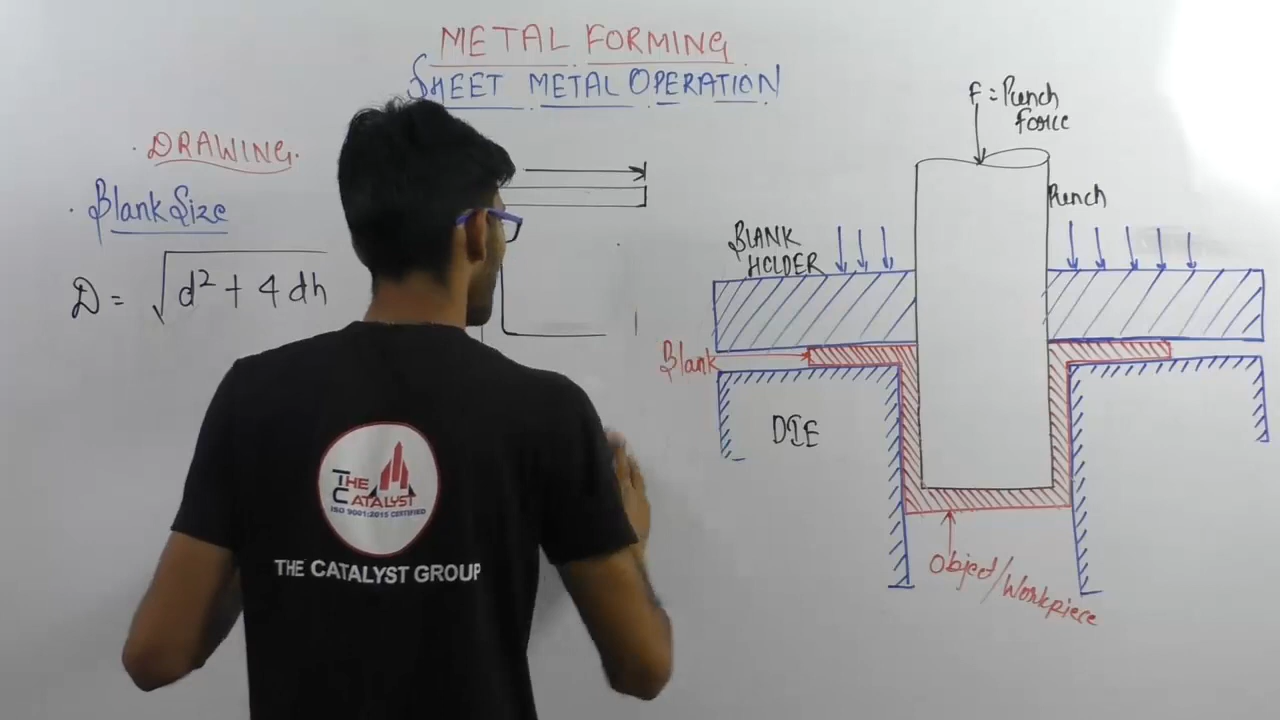 METAL FORMING
SHEET METAL OPERATION
DRAWING
Blank Size
D = √d² + 4dh
F = Punch
force
Punch
BLANK
HOLDER
Blank
DIE
Object/Workpiece
THE
CATALYST
ISO 9001:2015 CERTIFIED
THE CATALYST GROUP